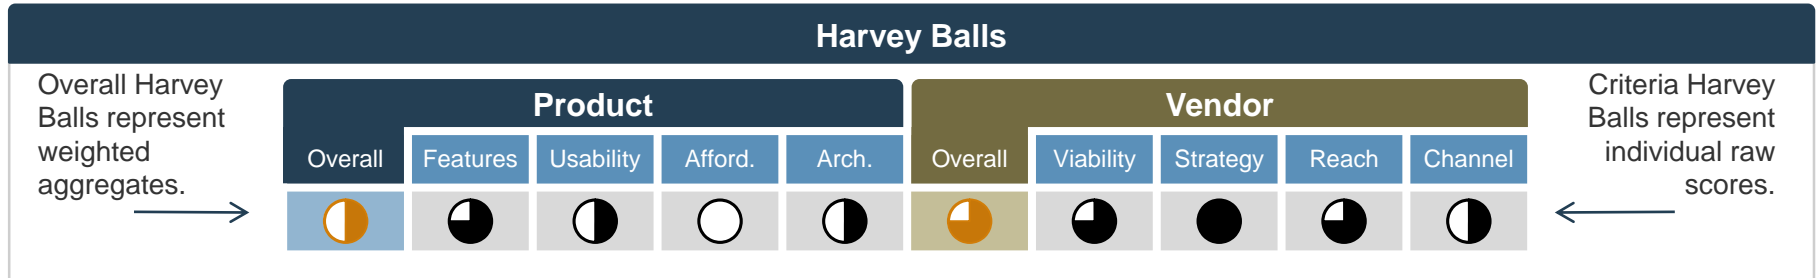 Harvey Balls
Overall Harvey
Balls represent
weighted
aggregates.
Product
Vendor
Overall
Features
Usability
Afford.
Arch.
Overall
Viability
Strategy
Reach
Channel
Criteria Harvey
Balls represent
individual raw
scores.